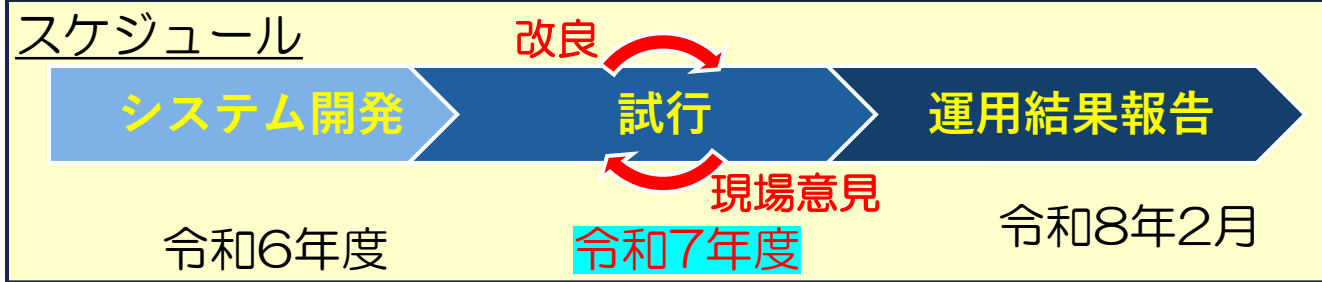 スケジュール
改良
システム開発
試行
運用結果報告
現場意見
令和6年度
令和7年度
令和8年2月